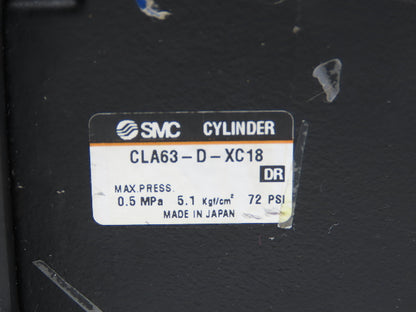 SMC CYLINDER
CLA63-D-XC18
DR
MAX.PRESS.
0.5 MPa 5.1 Kgf/cm² 72 PSI
MADE IN JAPAN